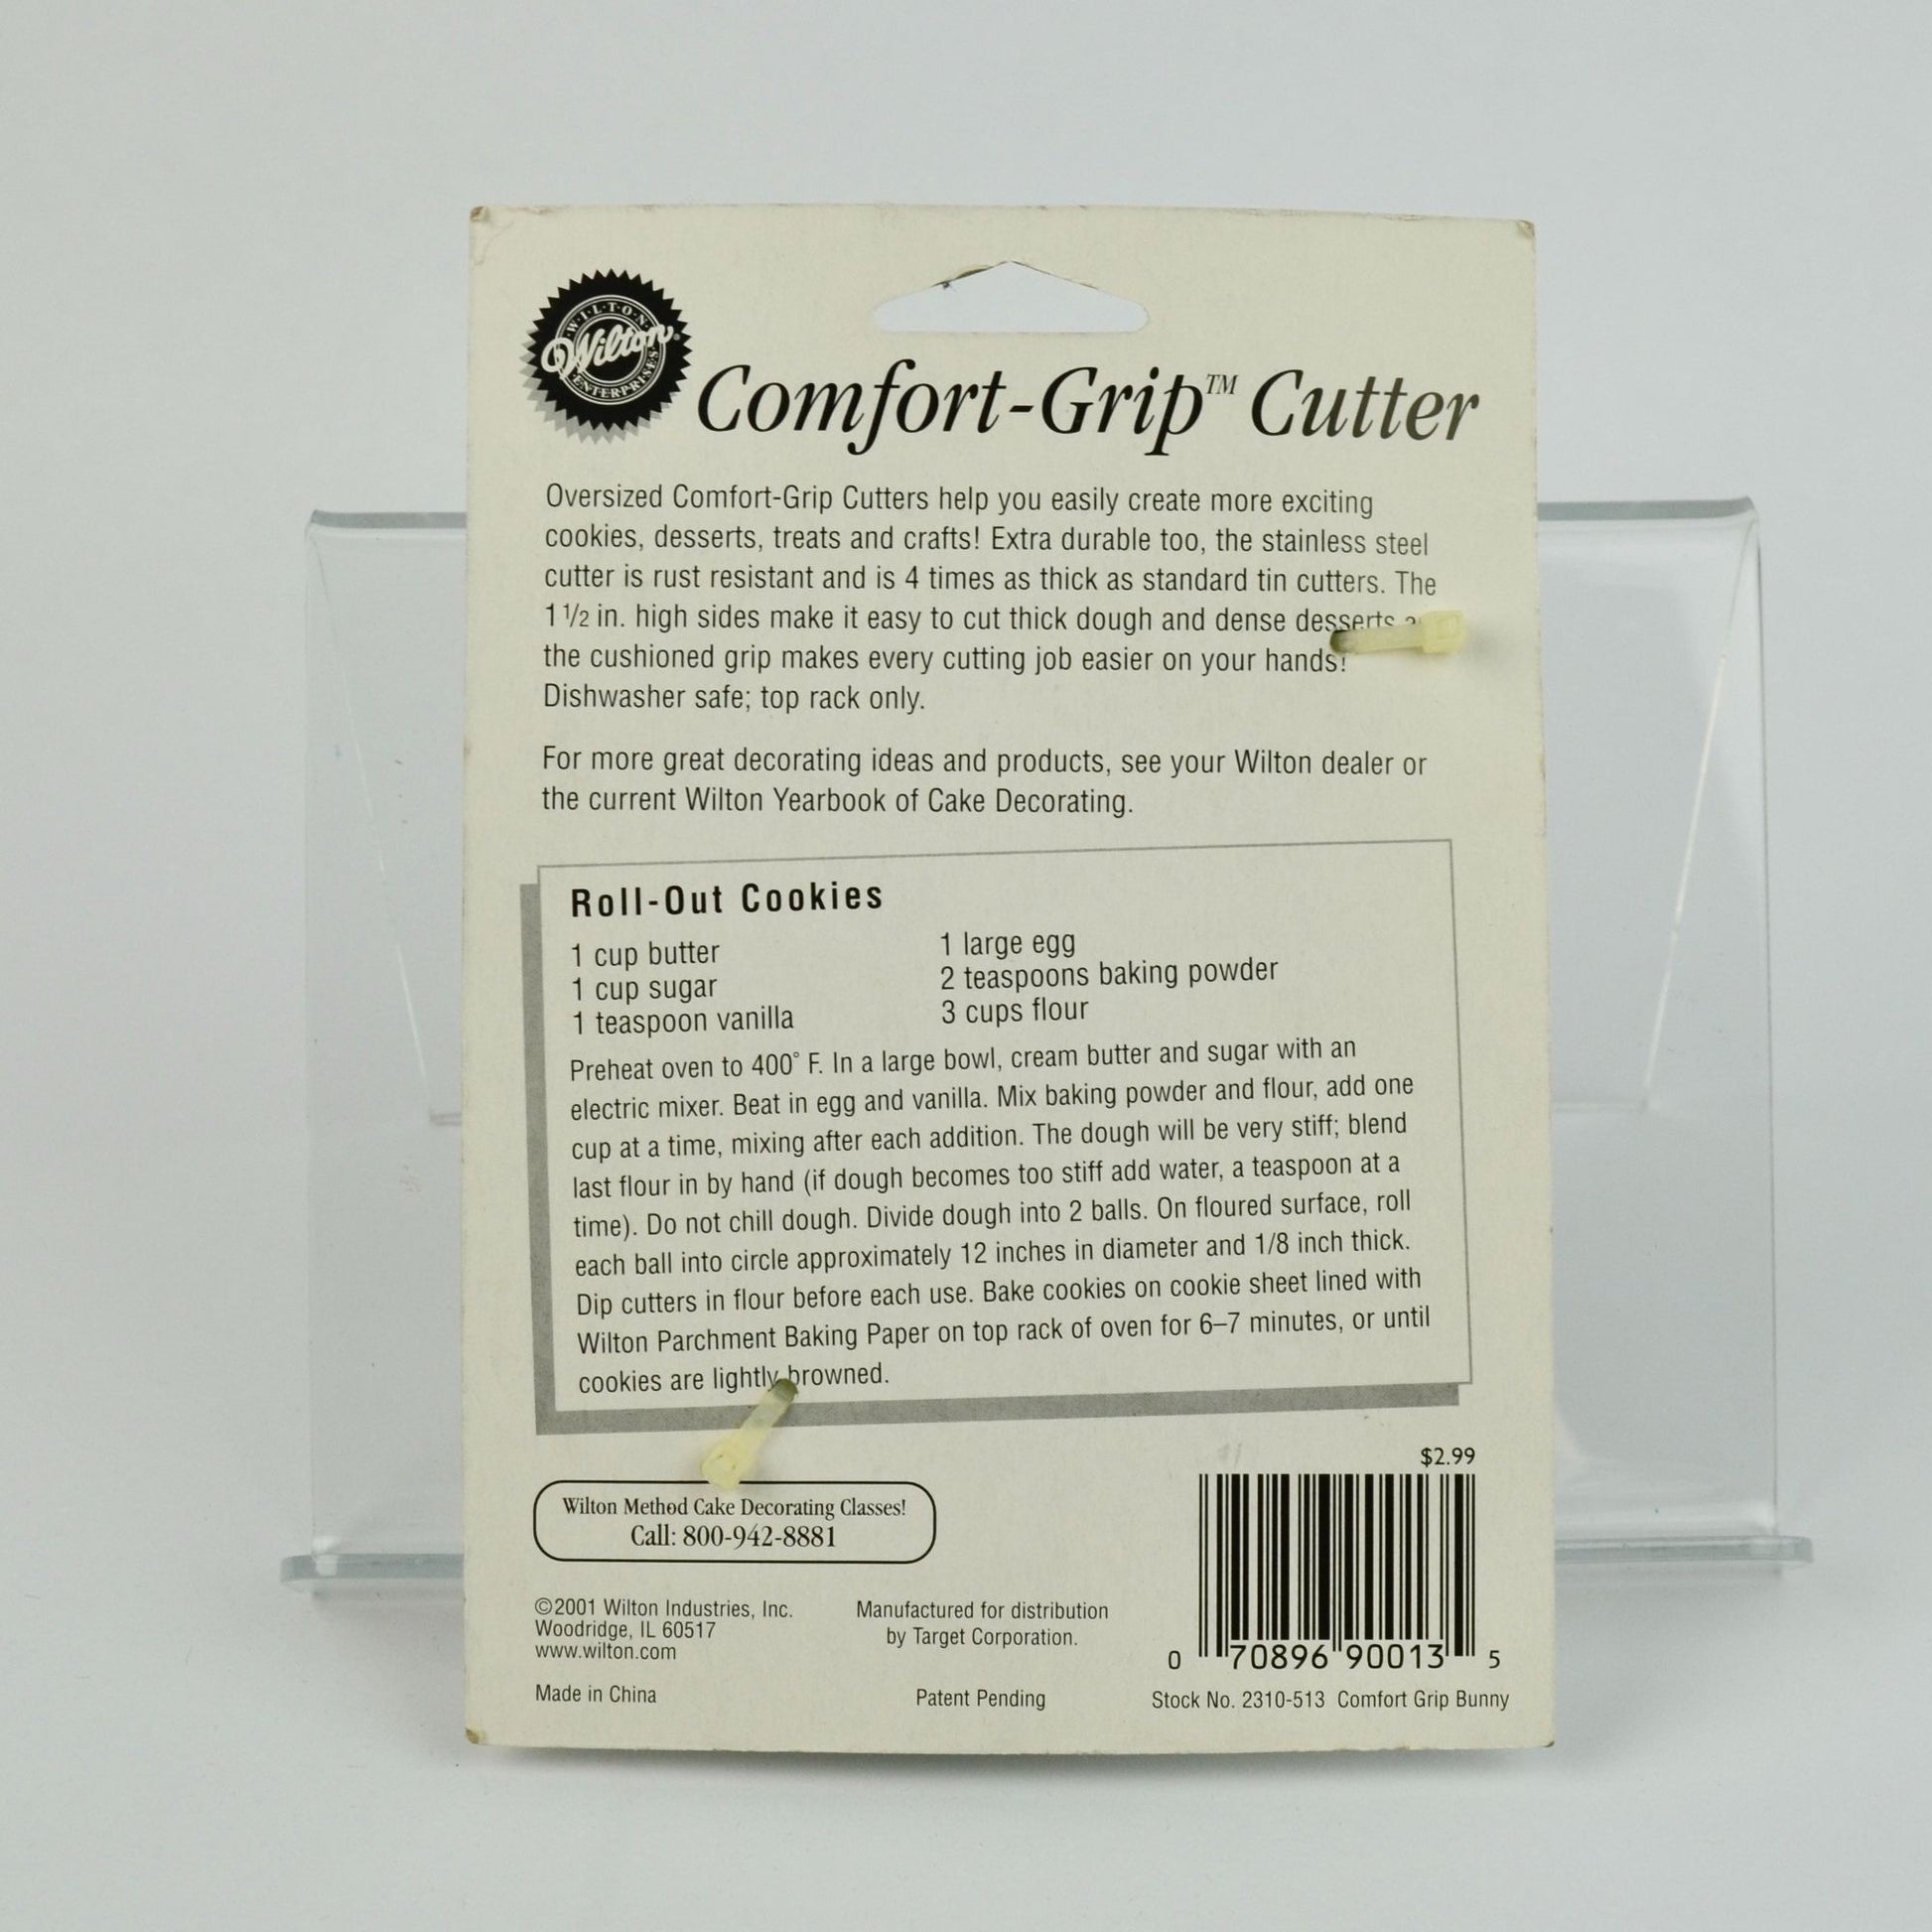 WILTON
Wilton®
ENTERPRISES
Comfort-Grip™ Cutter
Oversized Comfort-Grip Cutters help you easily create more exciting
cookies, desserts, treats and crafts! Extra durable too, the stainless steel
cutter is rust resistant and is 4 times as thick as standard tin cutters. The
1 1/2 in. high sides make it easy to cut thick dough and dense desserts
the cushioned grip makes every cutting job easier on your hands!
Dishwasher safe; top rack only.
For more great decorating ideas and products, see your Wilton dealer or
the current Wilton Yearbook of Cake Decorating.
Roll-Out Cookies
1 cup butter
1 cup sugar
1 teaspoon vanilla
1 large egg
2 teaspoons baking powder
3 cups flour
Preheat oven to 400° F. In a large bowl, cream butter and sugar with an
electric mixer. Beat in egg and vanilla. Mix baking powder and flour, add one
cup at a time, mixing after each addition. The dough will be very stiff; blend
last flour in by hand (if dough becomes too stiff add water, a teaspoon at a
time). Do not chill dough. Divide dough into 2 balls. On floured surface, roll
each ball into circle approximately 12 inches in diameter and 1/8 inch thick.
Dip cutters in flour before each use. Bake cookies on cookie sheet lined with
Wilton Parchment Baking Paper on top rack of oven for 6–7 minutes, or until
cookies are lightly browned.
Wilton Method Cake Decorating Classes!
Call: 800-942-8881
©2001 Wilton Industries, Inc.
Woodridge, IL 60517
www.wilton.com
Made in China
Manufactured for distribution
by Target Corporation.
Patent Pending
$2.99
0 70896 90013 5
Stock No. 2310-513 Comfort Grip Bunny